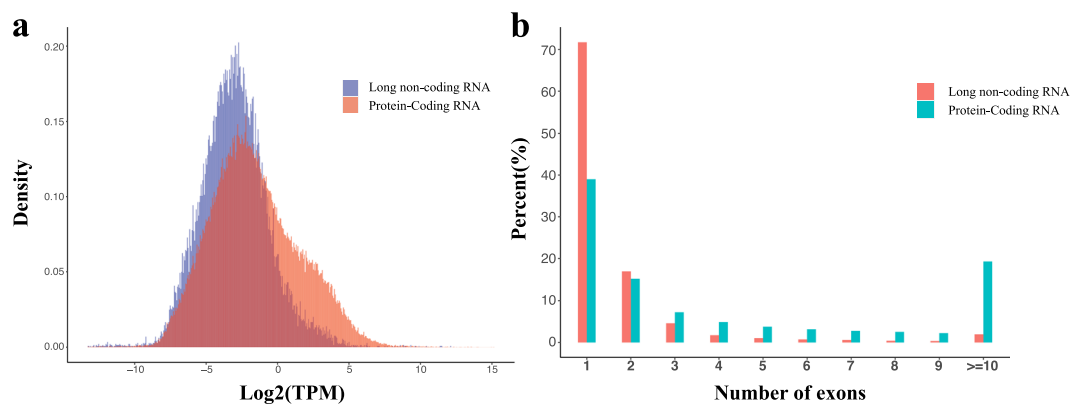 a
0.20
0.15
0.10
0.05
0.00
Density
−10
−5
0
5
10
15
Log2(TPM)
Long non-coding RNA
Protein-Coding RNA
b
70
60
50
40
30
20
10
0
Percent(%)
1 2 3 4 5 6 7 8 9 >=10
Number of exons
Long non-coding RNA
Protein-Coding RNA